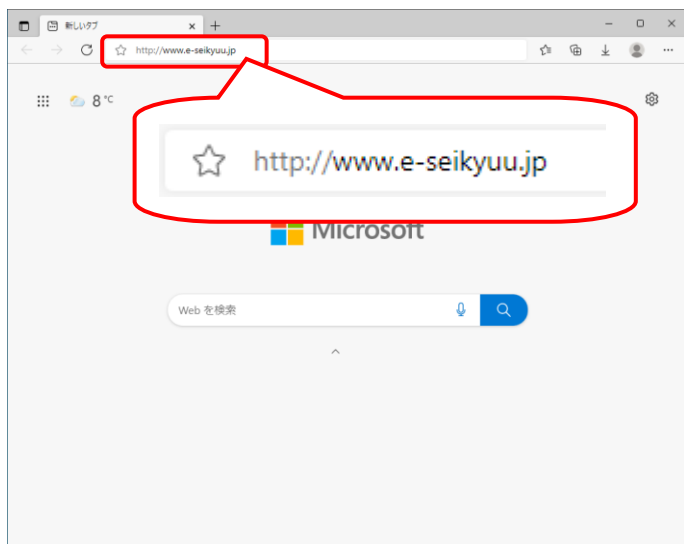 新しいタブ
http://www.e-seikyuu.jp
8 ℃
http://www.e-seikyuu.jp
Microsoft
Web を検索